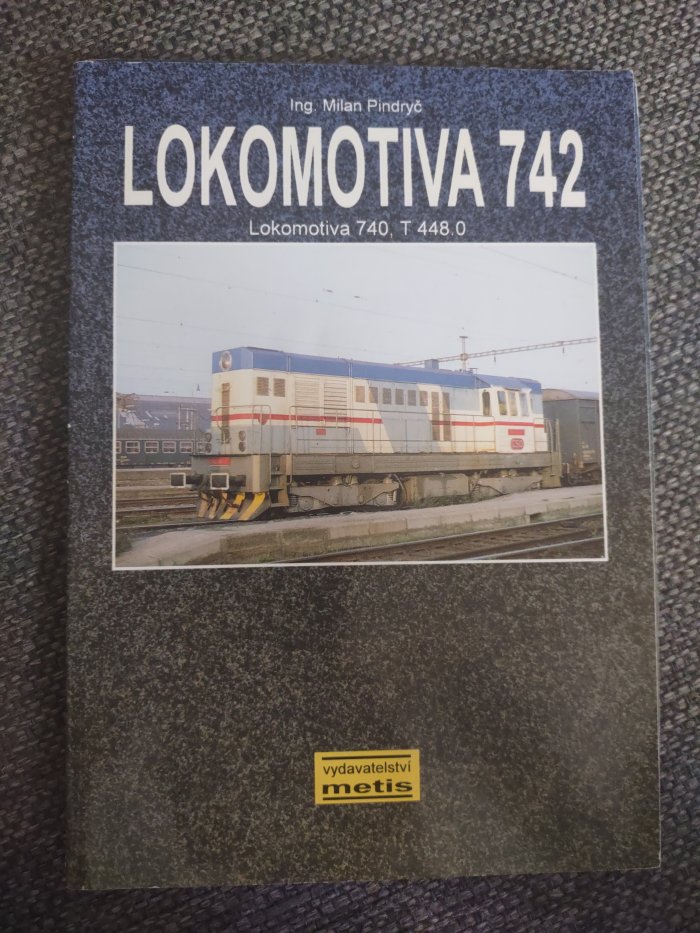 Ing. Milan Pindryč
LOKOMOTIVA 742
Lokomotiva 740, T 448.0
vydavatelství
metis